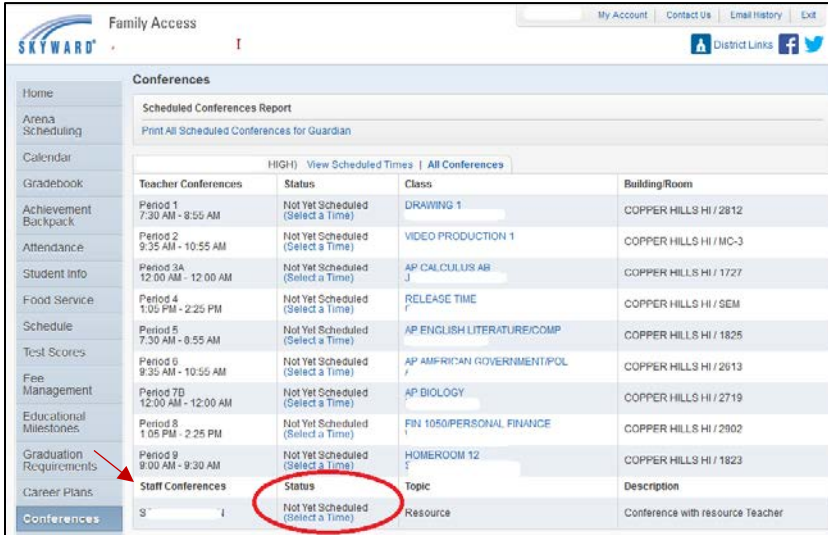 My Account | Contact Us | Email History | Exit
Family Access
SKYWARD
District Links
Conferences
Home
Arena Scheduling
Calendar
Gradebook
Achievement Backpack
Attendance
Student Info
Food Service
Schedule
Test Scores
Fee Management
Educational Milestones
Graduation Requirements
Career Plans
Conferences
Scheduled Conferences Report
Print All Scheduled Conferences for Guardian
HIGH) View Scheduled Times | All Conferences
Teacher Conferences Status Class Building/Room
Period 1 Not Yet Scheduled DRAWING 1 COPPER HILLS HI / 2812
7:30 AM - 8:55 AM (Select a Time)
Period 2 Not Yet Scheduled VIDEO PRODUCTION 1 COPPER HILLS HI / MC-3
9:35 AM - 10:55 AM (Select a Time)
Period 3A Not Yet Scheduled AP CALCULUS AB COPPER HILLS HI / 1727
12:00 AM - 12:00 AM (Select a Time)
Period 4 Not Yet Scheduled RELEASE TIME COPPER HILLS HI / SEM
1:05 PM - 2:25 PM (Select a Time)
Period 5 Not Yet Scheduled AP ENGLISH LITERATURE/COMP COPPER HILLS HI / 1825
7:30 AM - 8:55 AM (Select a Time)
Period 6 Not Yet Scheduled AP AMERICAN GOVERNMENT/POL COPPER HILLS HI / 2613
9:35 AM - 10:55 AM (Select a Time)
Period 7B Not Yet Scheduled AP BIOLOGY COPPER HILLS HI / 2719
12:00 AM - 12:00 AM (Select a Time)
Period 8 Not Yet Scheduled FIN 1050/PERSONAL FINANCE COPPER HILLS HI / 2902
1:05 PM - 2:25 PM (Select a Time)
Period 9 Not Yet Scheduled HOMEROOM 12 COPPER HILLS HI / 1823
9:00 AM - 9:30 AM (Select a Time)
Staff Conferences Status Topic Description
Not Yet Scheduled Resource Conference with resource Teacher
(Select a Time)